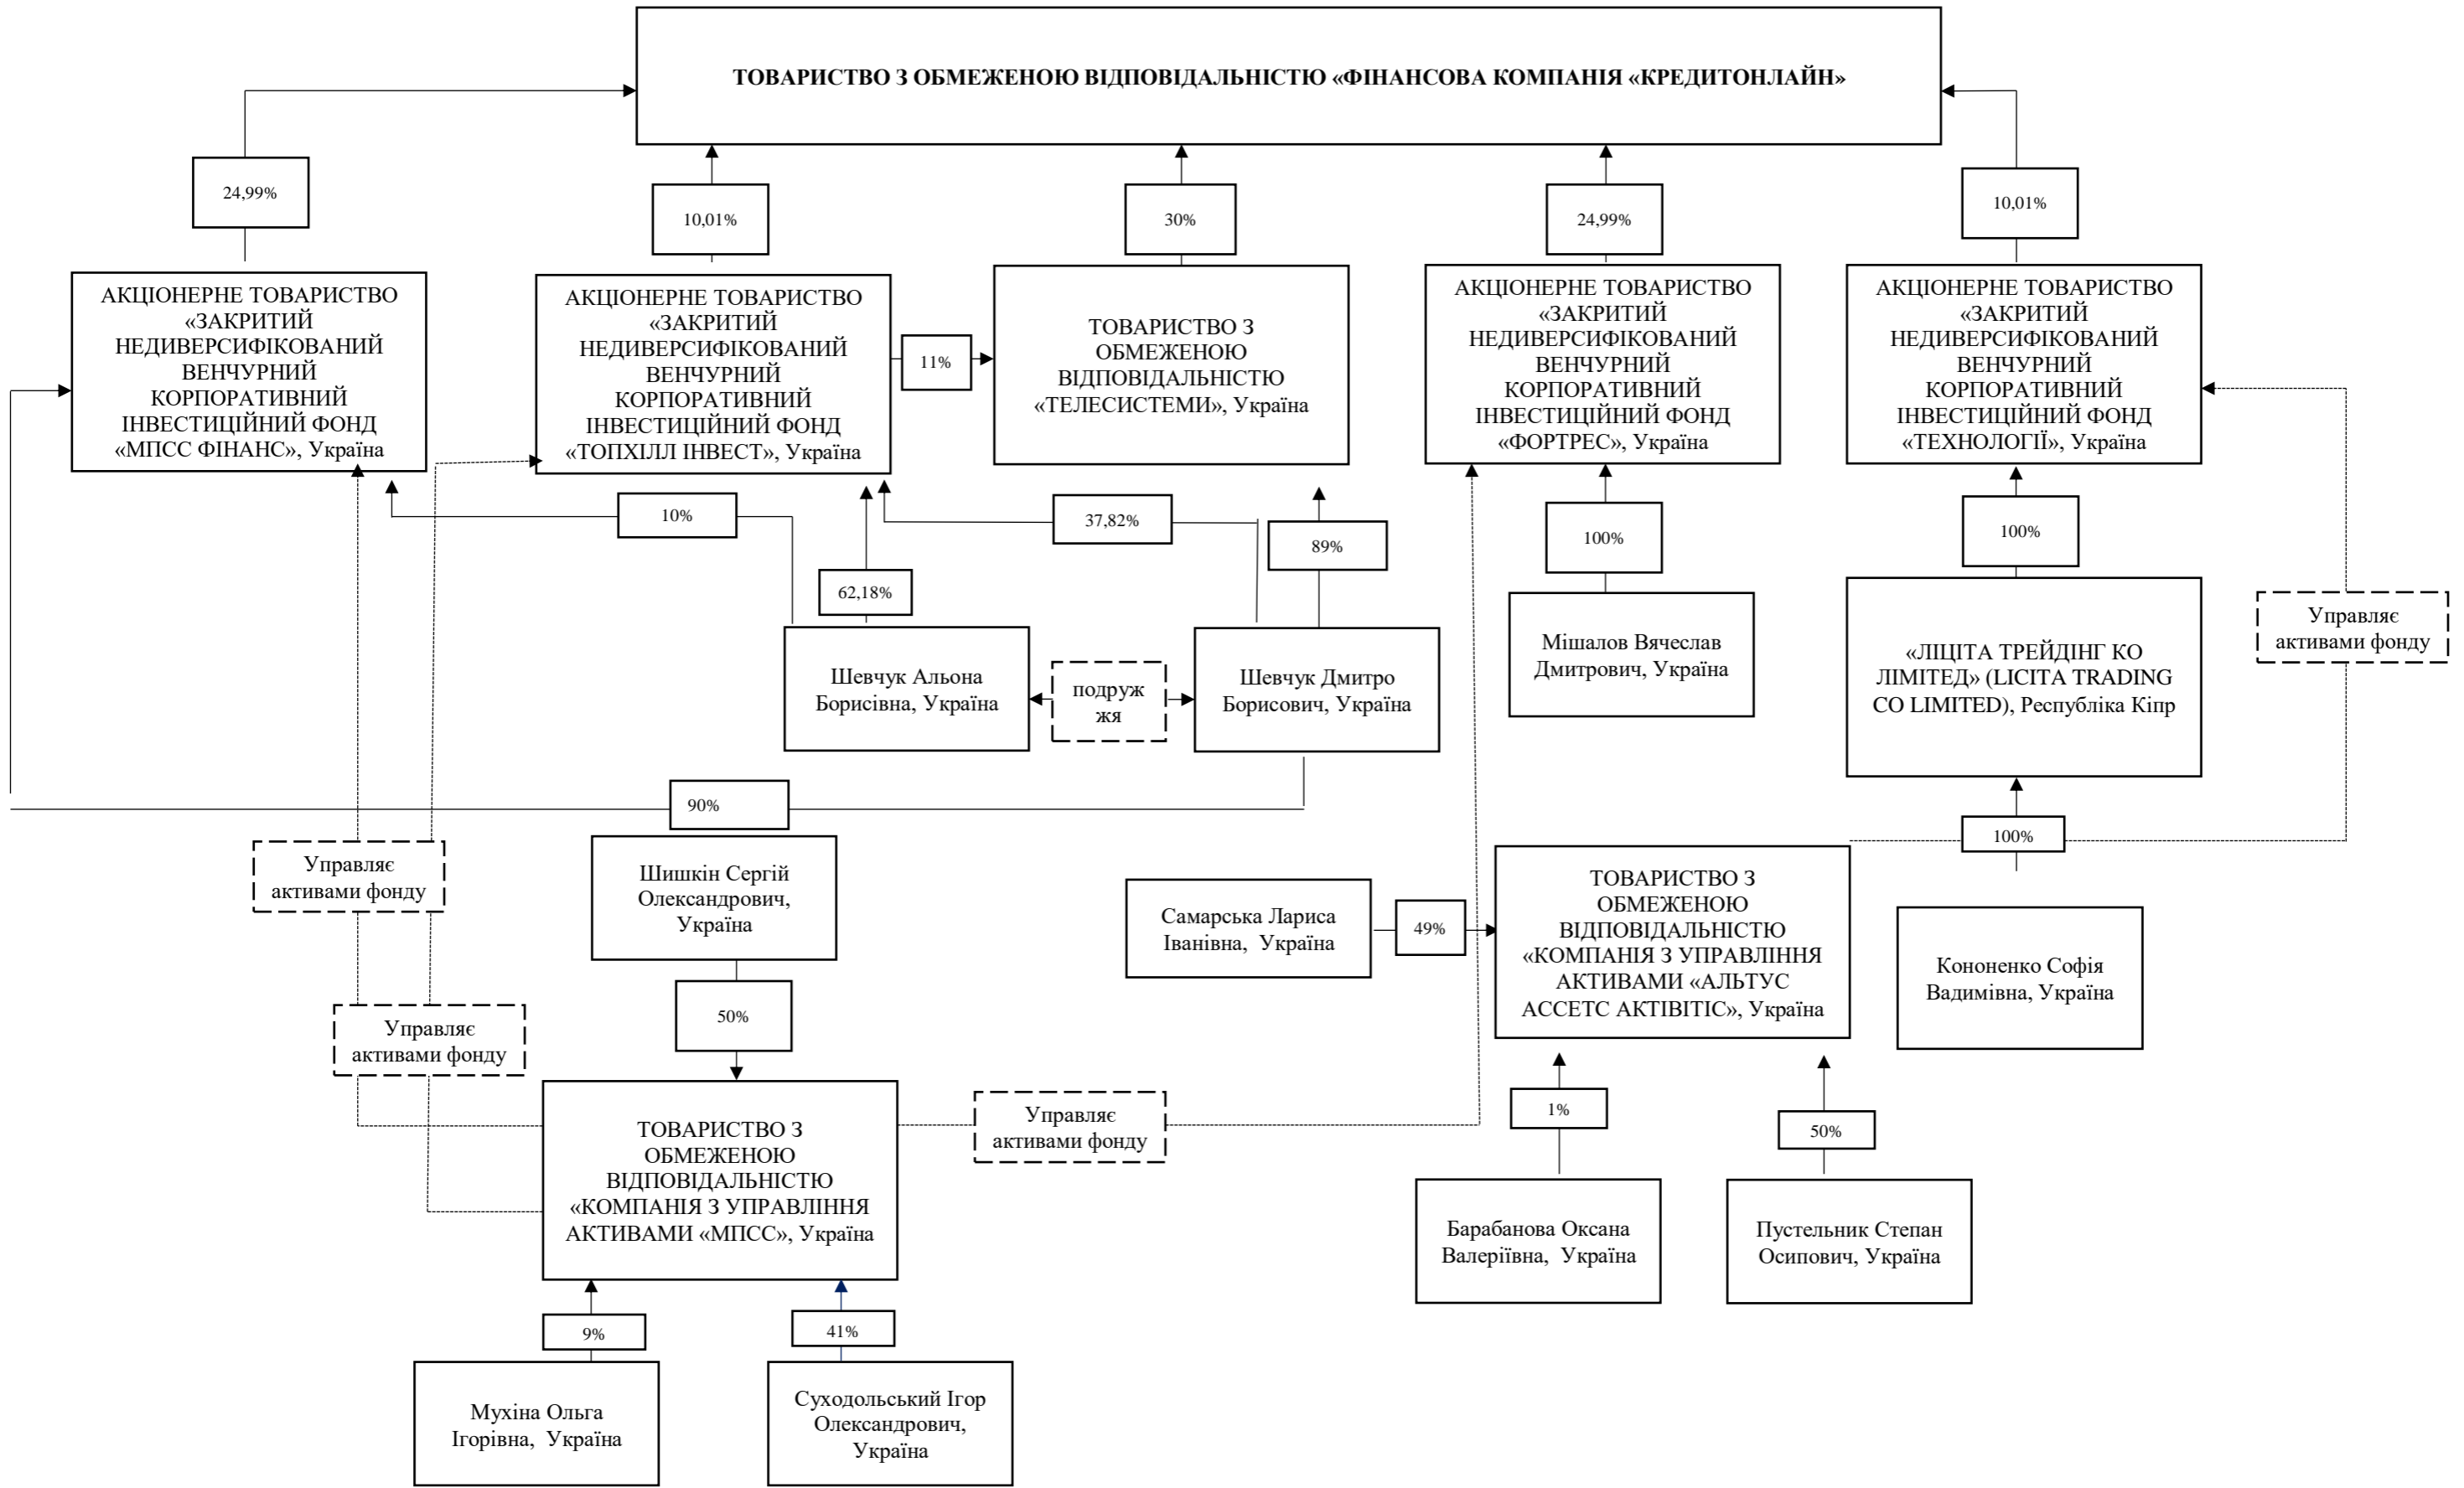 ТОВАРИСТВО З ОБМЕЖЕНОЮ ВІДПОВІДАЛЬНІСТЮ «ФІНАНСОВА КОМПАНІЯ «КРЕДИТОНЛАЙН»
24,99%
10,01%
30%
24,99%
10,01%
АКЦІОНЕРНЕ ТОВАРИСТВО
«ЗАКРИТИЙ
НЕДИВЕРСИФІКОВАНИЙ
ВЕНЧУРНИЙ
КОРПОРАТИВНИЙ
ІНВЕСТИЦІЙНИЙ ФОНД
«МПСС ФІНАНС», Україна
АКЦІОНЕРНЕ ТОВАРИСТВО
«ЗАКРИТИЙ
НЕДИВЕРСИФІКОВАНИЙ
ВЕНЧУРНИЙ
КОРПОРАТИВНИЙ
ІНВЕСТИЦІЙНИЙ ФОНД
«ТОПХІЛЛ ІНВЕСТ», Україна
11%
ТОВАРИСТВО З
ОБМЕЖЕНОЮ
ВІДПОВІДАЛЬНІСТЮ
«ТЕЛЕСИСТЕМИ», Україна
АКЦІОНЕРНЕ ТОВАРИСТВО
«ЗАКРИТИЙ
НЕДИВЕРСИФІКОВАНИЙ
ВЕНЧУРНИЙ
КОРПОРАТИВНИЙ
ІНВЕСТИЦІЙНИЙ ФОНД
«ФОРТРЕС», Україна
АКЦІОНЕРНЕ ТОВАРИСТВО
«ЗАКРИТИЙ
НЕДИВЕРСИФІКОВАНИЙ
ВЕНЧУРНИЙ
КОРПОРАТИВНИЙ
ІНВЕСТИЦІЙНИЙ ФОНД
«ТЕХНОЛОГІЇ», Україна
10%
37,82%
89%
100%
100%
62,18%
Шевчук Альона
Борисівна, Україна
подруж
жя
Шевчук Дмитро
Борисович, Україна
Мішалов Вячеслав
Дмитрович, Україна
«ЛІЦІТА ТРЕЙДІНГ КО
ЛІМІТЕД» (LICITA TRADING
CO LIMITED), Республіка Кіпр
Управляє
активами фонду
90%
100%
Управляє
активами фонду
Шишкін Сергій
Олександрович,
Україна
Самарська Лариса
Іванівна,  Україна
49%
ТОВАРИСТВО З
ОБМЕЖЕНОЮ
ВІДПОВІДАЛЬНІСТЮ
«КОМПАНІЯ З УПРАВЛІННЯ
АКТИВАМИ «АЛЬТУС
АССЕТС АКТІВІТІС», Україна
Кононенко Софія
Вадимівна, Україна
50%
Управляє
активами фонду
ТОВАРИСТВО З
ОБМЕЖЕНОЮ
ВІДПОВІДАЛЬНІСТЮ
«КОМПАНІЯ З УПРАВЛІННЯ
АКТИВАМИ «МПСС», Україна
Управляє
активами фонду
1%
50%
Барабанова Оксана
Валеріївна,  Україна
Пустельник Степан
Осипович, Україна
9%
41%
Мухіна Ольга
Ігорівна,  Україна
Суходольський Ігор
Олександрович,
Україна